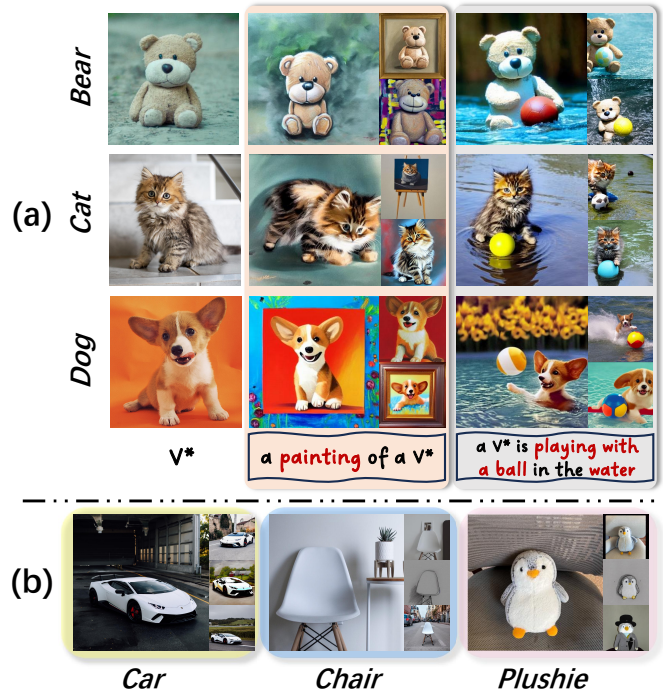 (a)
Bear
Cat
Dog
V*
a painting of a V*
a V* is playing with
a ball in the water
(b)
Car
Chair
Plushie